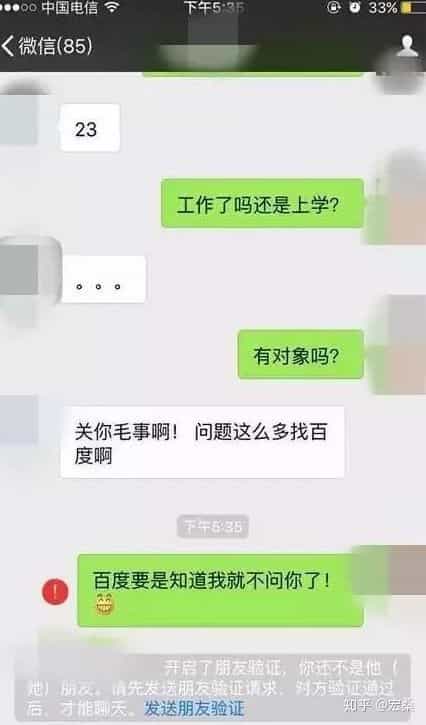 中国电信
下午5:35
33%
微信(85)
23
工作了吗还是上学?
。。。
有对象吗?
关你毛事啊! 问题这么多找百
度啊
下午5:35
百度要是知道我就不问你了!
😁
开启了朋友验证,你还不是他(
她)朋友。请先发送朋友验证请求,对方验证通过
后,才能聊天。发送朋友验证
知乎 @宏桑